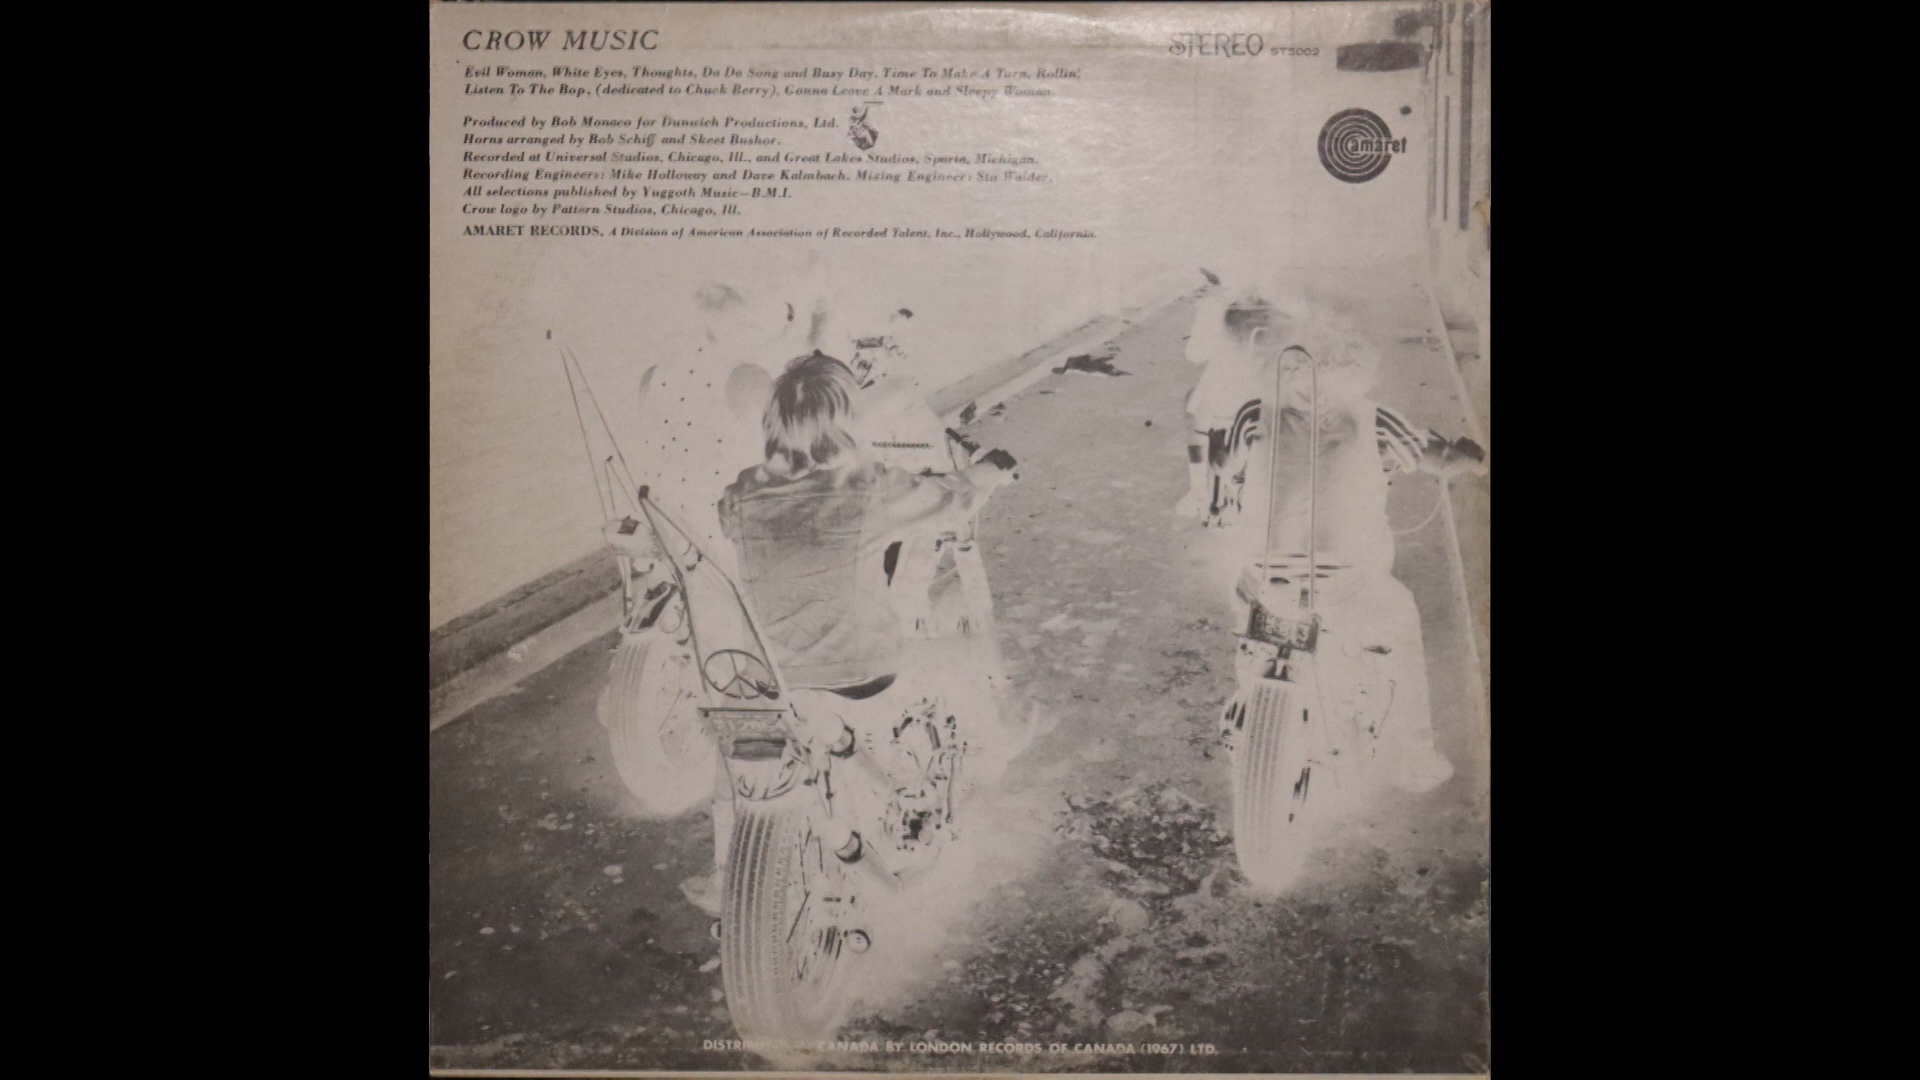 CROW MUSIC
STEREO ST5002
Evil Woman, White Eyes, Thoughts, Da Da Song and Busy Day. Time To Make A Turn, Rollin',
Listen To The Bop, (dedicated to Chuck Berry), Gonna Leave A Mark and Sleepy Woman.
Produced by Bob Monaco for Dunwich Productions, Ltd.
Horns arranged by Bob Schiff and Skeet Bushor.
Recorded at Universal Studios, Chicago, Ill., and Great Lakes Studios, Sparta, Michigan.
Recording Engineers: Mike Holloway and Dave Kalmbach. Mixing Engineer: Stu Walder.
All selections published by Yuggoth Music—B.M.I.
Crow logo by Pattern Studios, Chicago, Ill.
AMARET RECORDS, A Division of American Association of Recorded Talent, Inc., Hollywood, California.
amaret
DISTRIBUTED IN CANADA BY LONDON RECORDS OF CANADA (1967) LTD.